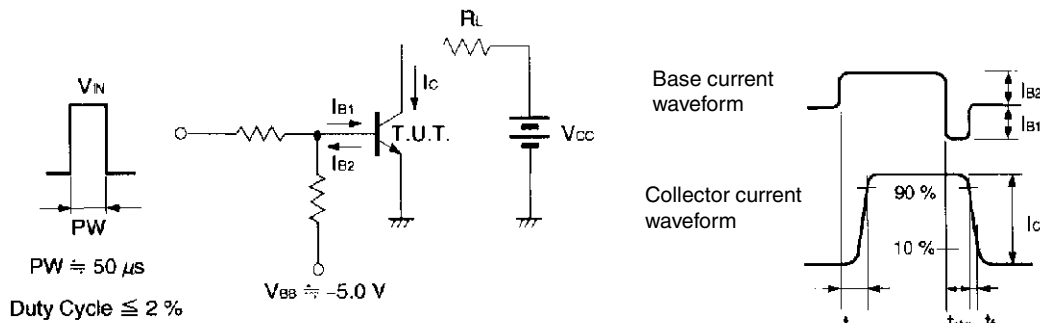 VIN
PW
PW ≒ 50 μs
Duty Cycle ≦ 2 %
IB1
IB2
IC
T.U.T.
VBB ≒ –5.0 V
RL
VCC
Base current
waveform
IB2
IB1
Collector current
waveform
90 %
10 %
IC